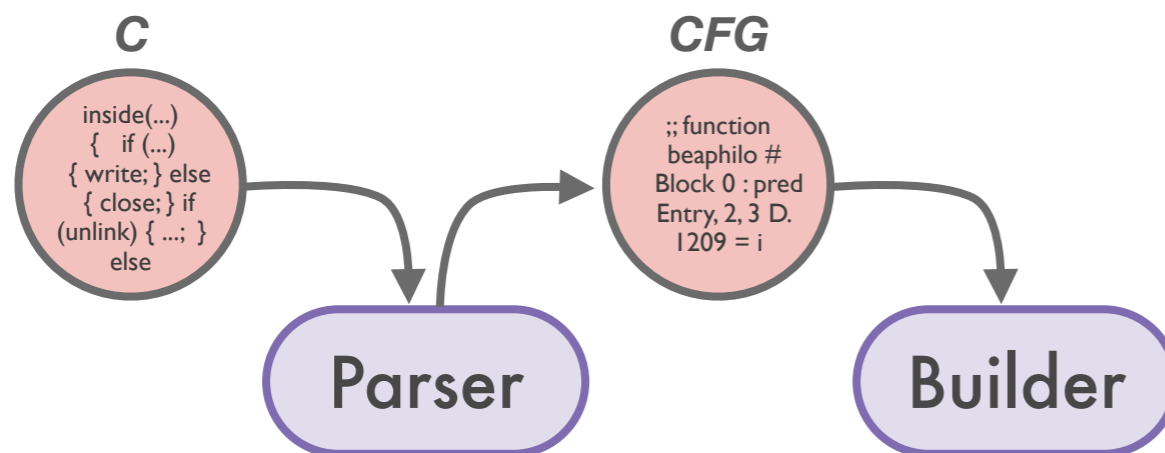 C
inside(...)
{ if (...)
{ write; } else
{ close; } if
(unlink) { ...; }
else
Parser
CFG
;; function
beaphilo #
Block 0 : pred
Entry, 2, 3 D.
1209 = i
Builder